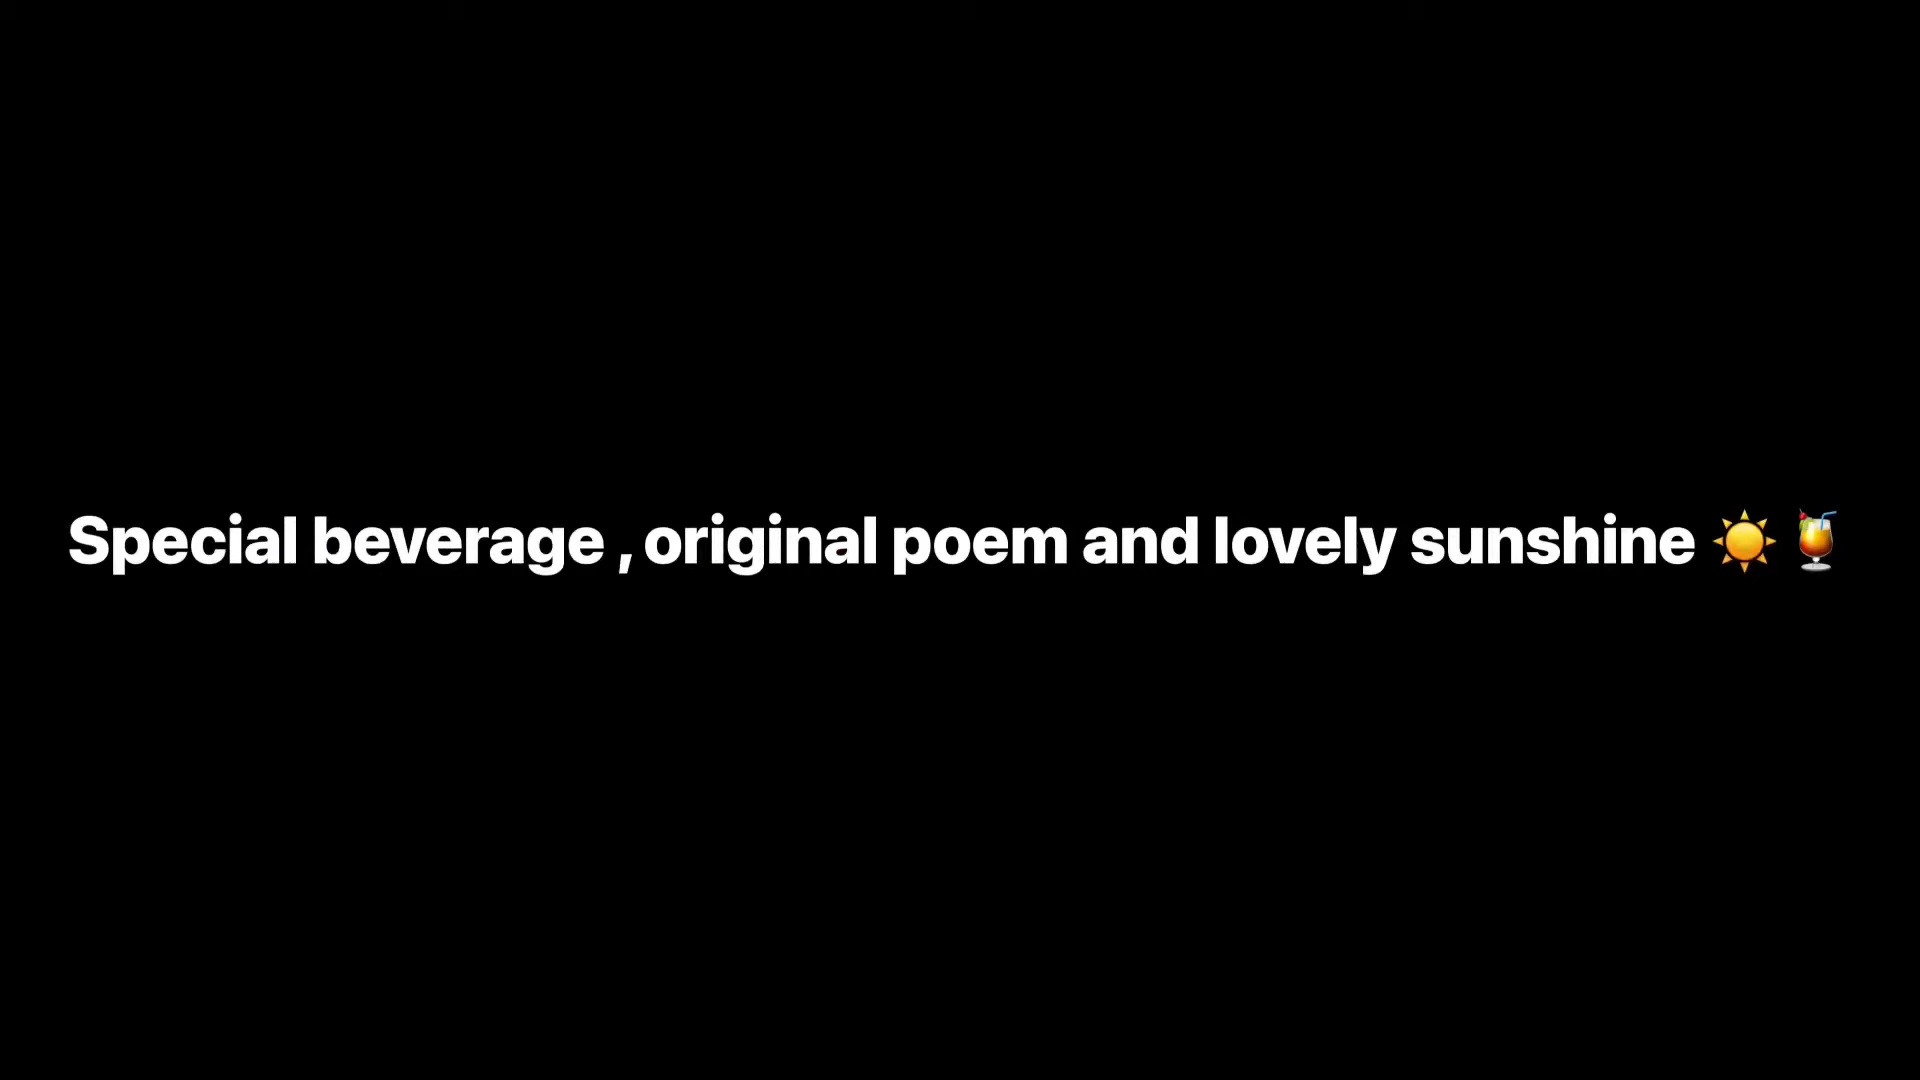 Special beverage , original poem and lovely sunshine ☀️ 🍹